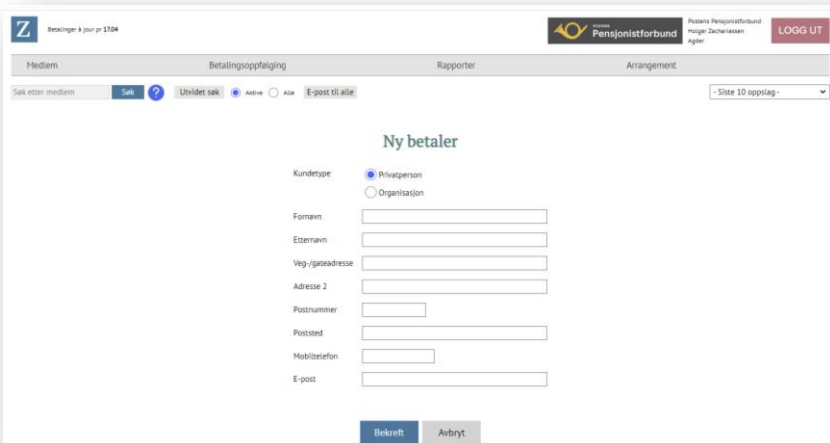 Z
Betalinger à jour pr 17.04
POSTENS
Pensjonistforbund
Postens Pensjonistforbund
Holger Zachariassen
Agder
LOGG UT
Medlem Betalingsoppfølging Rapporter Arrangement
Søk etter medlem Søk ? Utvidet søk Aktive Alle E-post til alle - Siste 10 oppslag -
Ny betaler
Kundetype Privatperson
Organisasjon
Fornavn
Etternavn
Veg-/gateadresse
Adresse 2
Postnummer
Poststed
Mobiltelefon
E-post
Bekreft Avbryt